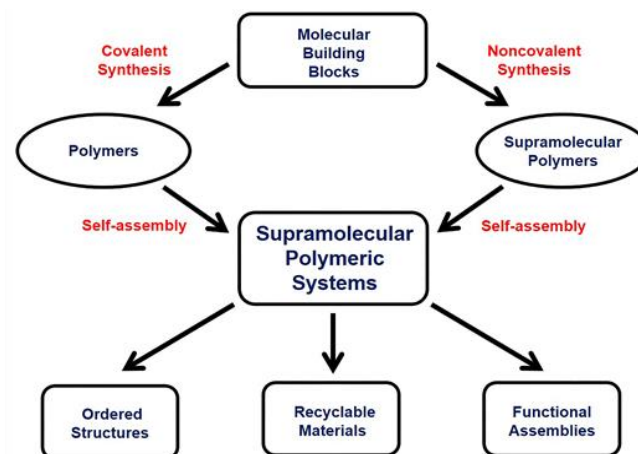 Molecular
Building
Blocks
Covalent
Synthesis
Noncovalent
Synthesis
Polymers
Supramolecular
Polymers
Self-assembly
Self-assembly
Supramolecular
Polymeric
Systems
Ordered
Structures
Recyclable
Materials
Functional
Assemblies